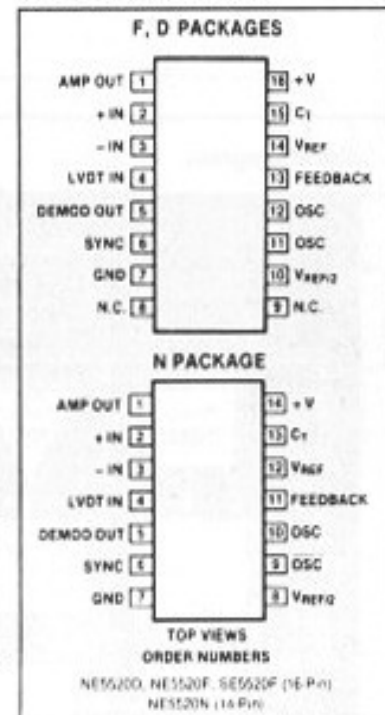 F, D PACKAGES
AMP OUT 1 16 +V
+ IN 2 15 CT
- IN 3 14 VREF
LVDT IN 4 13 FEEDBACK
DEMOD OUT 5 12 OSC
SYNC 6 11 OSC
GND 7 10 VREF/2
N.C. 8 9 N.C.
N PACKAGE
AMP OUT 1 14 +V
+ IN 2 13 CT
- IN 3 12 VREF
LVDT IN 4 11 FEEDBACK
DEMOD OUT 5 10 OSC
SYNC 6 9 OSC
GND 7 8 VREF/2
TOP VIEWS
ORDER NUMBERS
NE5520D, NE5520F, SE5520F (16-Pin)
NE5520N (14-Pin)